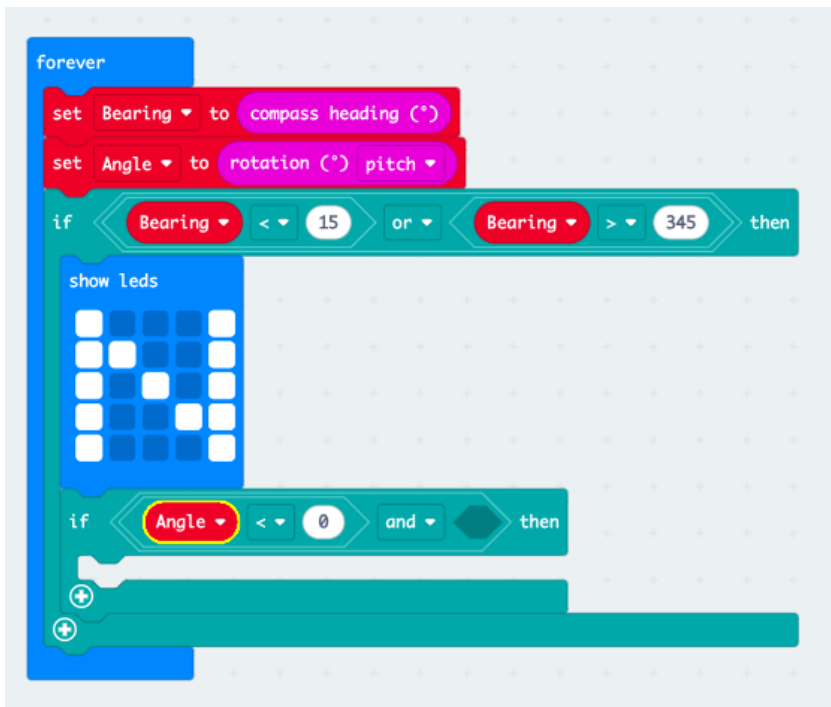 forever
set Bearing to compass heading (°)
set Angle to rotation (°) pitch
if Bearing < 15 or Bearing > 345 then
show leds
if Angle < 0 and then